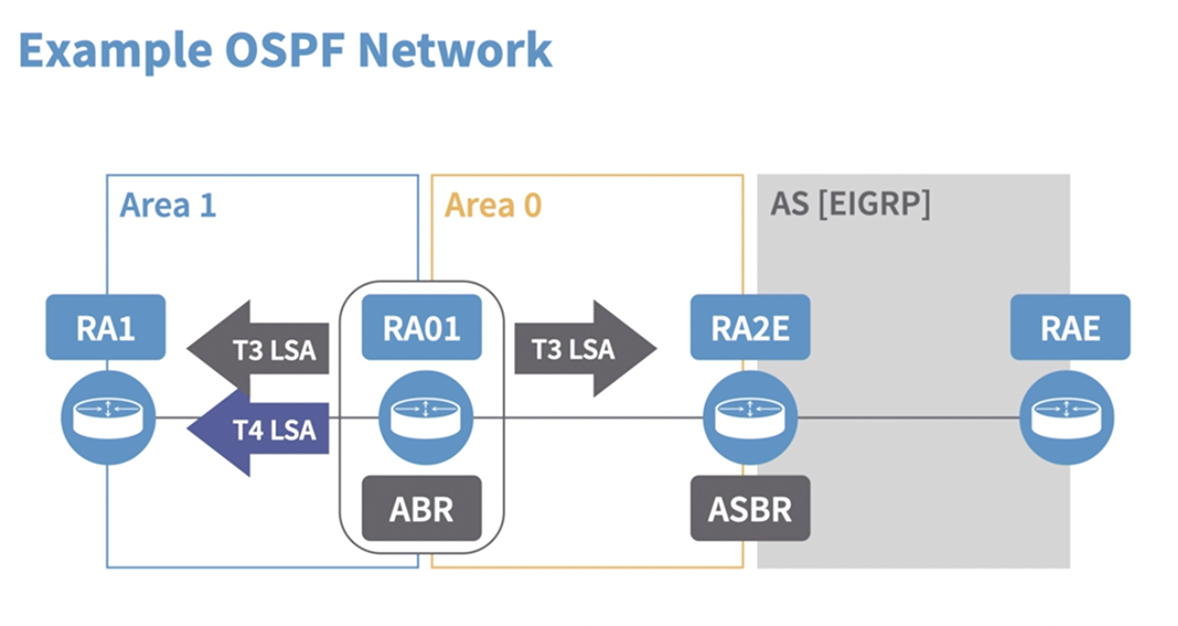 Example OSPF Network
Area 1
Area 0
AS [EIGRP]
RA1
T3 LSA
RA01
T3 LSA
RA2E
RAE
T4 LSA
ABR
ASBR